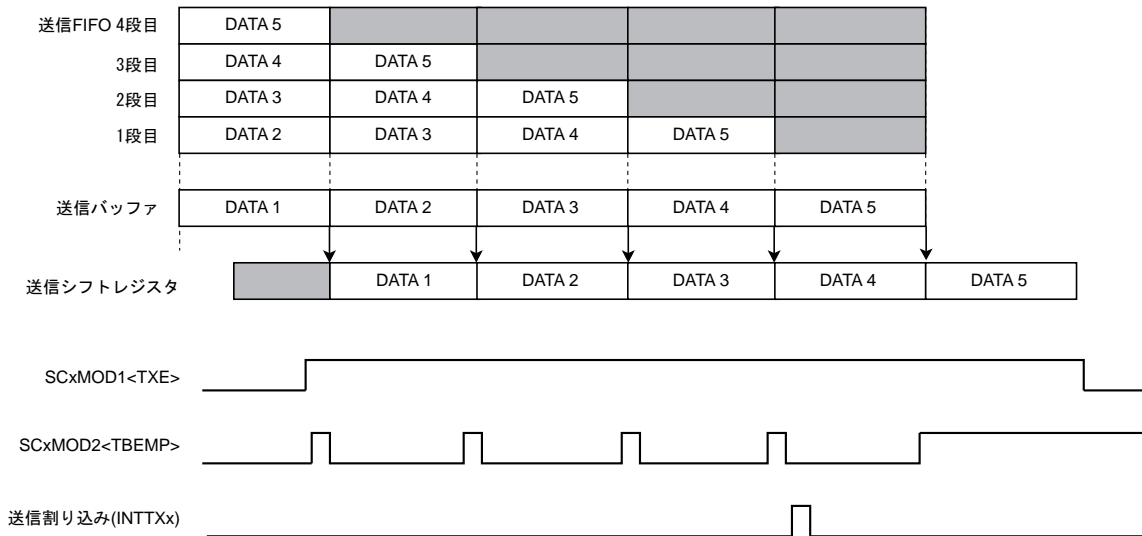 送信FIFO 4段目 DATA 5
3段目 DATA 4 DATA 5
2段目 DATA 3 DATA 4 DATA 5
1段目 DATA 2 DATA 3 DATA 4 DATA 5
送信バッファ DATA 1 DATA 2 DATA 3 DATA 4 DATA 5
送信シフトレジスタ DATA 1 DATA 2 DATA 3 DATA 4 DATA 5
SCxMOD1<TXE>
SCxMOD2<TBEMP>
送信割り込み(INTTXx)